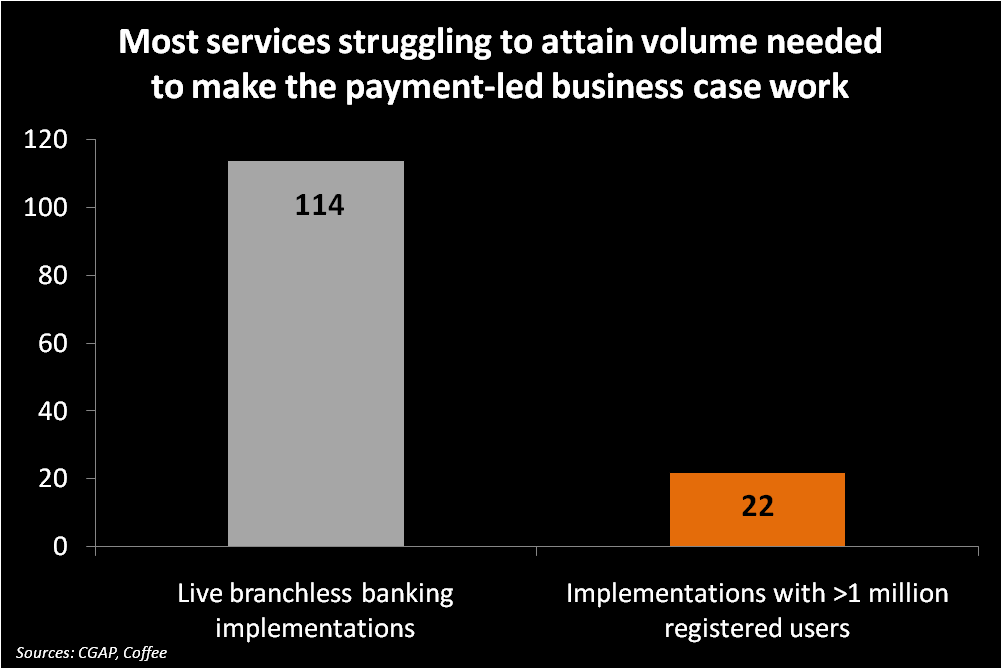 Most services struggling to attain volume needed
to make the payment-led business case work
120
100
80
60
40
20
0
114
22
Live branchless banking
implementations
Implementations with >1 million
registered users
Sources: CGAP, Coffee